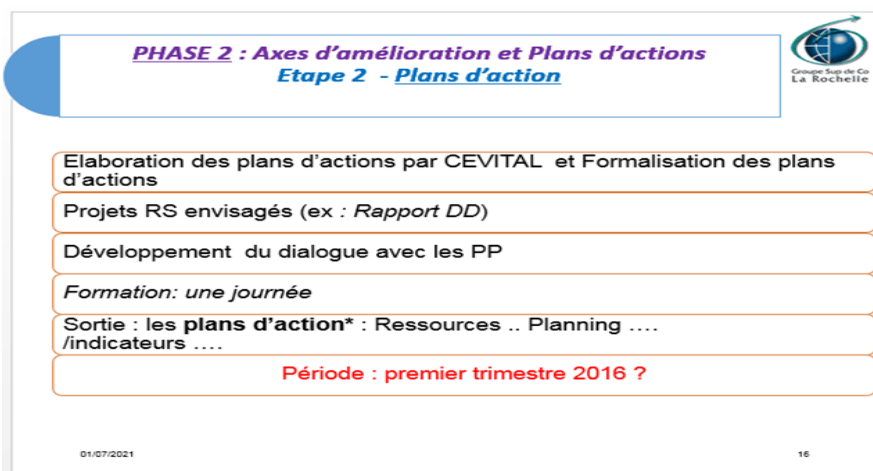 PHASE 2 : Axes d'amélioration et Plans d'actions
Etape 2 - Plans d'action
Groupe Sup de Co
La Rochelle
Elaboration des plans d'actions par CEVITAL et Formalisation des plans
d'actions
Projets RS envisagés (ex : Rapport DD)
Développement du dialogue avec les PP
Formation: une journée
Sortie : les plans d'action* : Ressources .. Planning ....
/indicateurs ....
Période : premier trimestre 2016 ?
01/07/2021
16